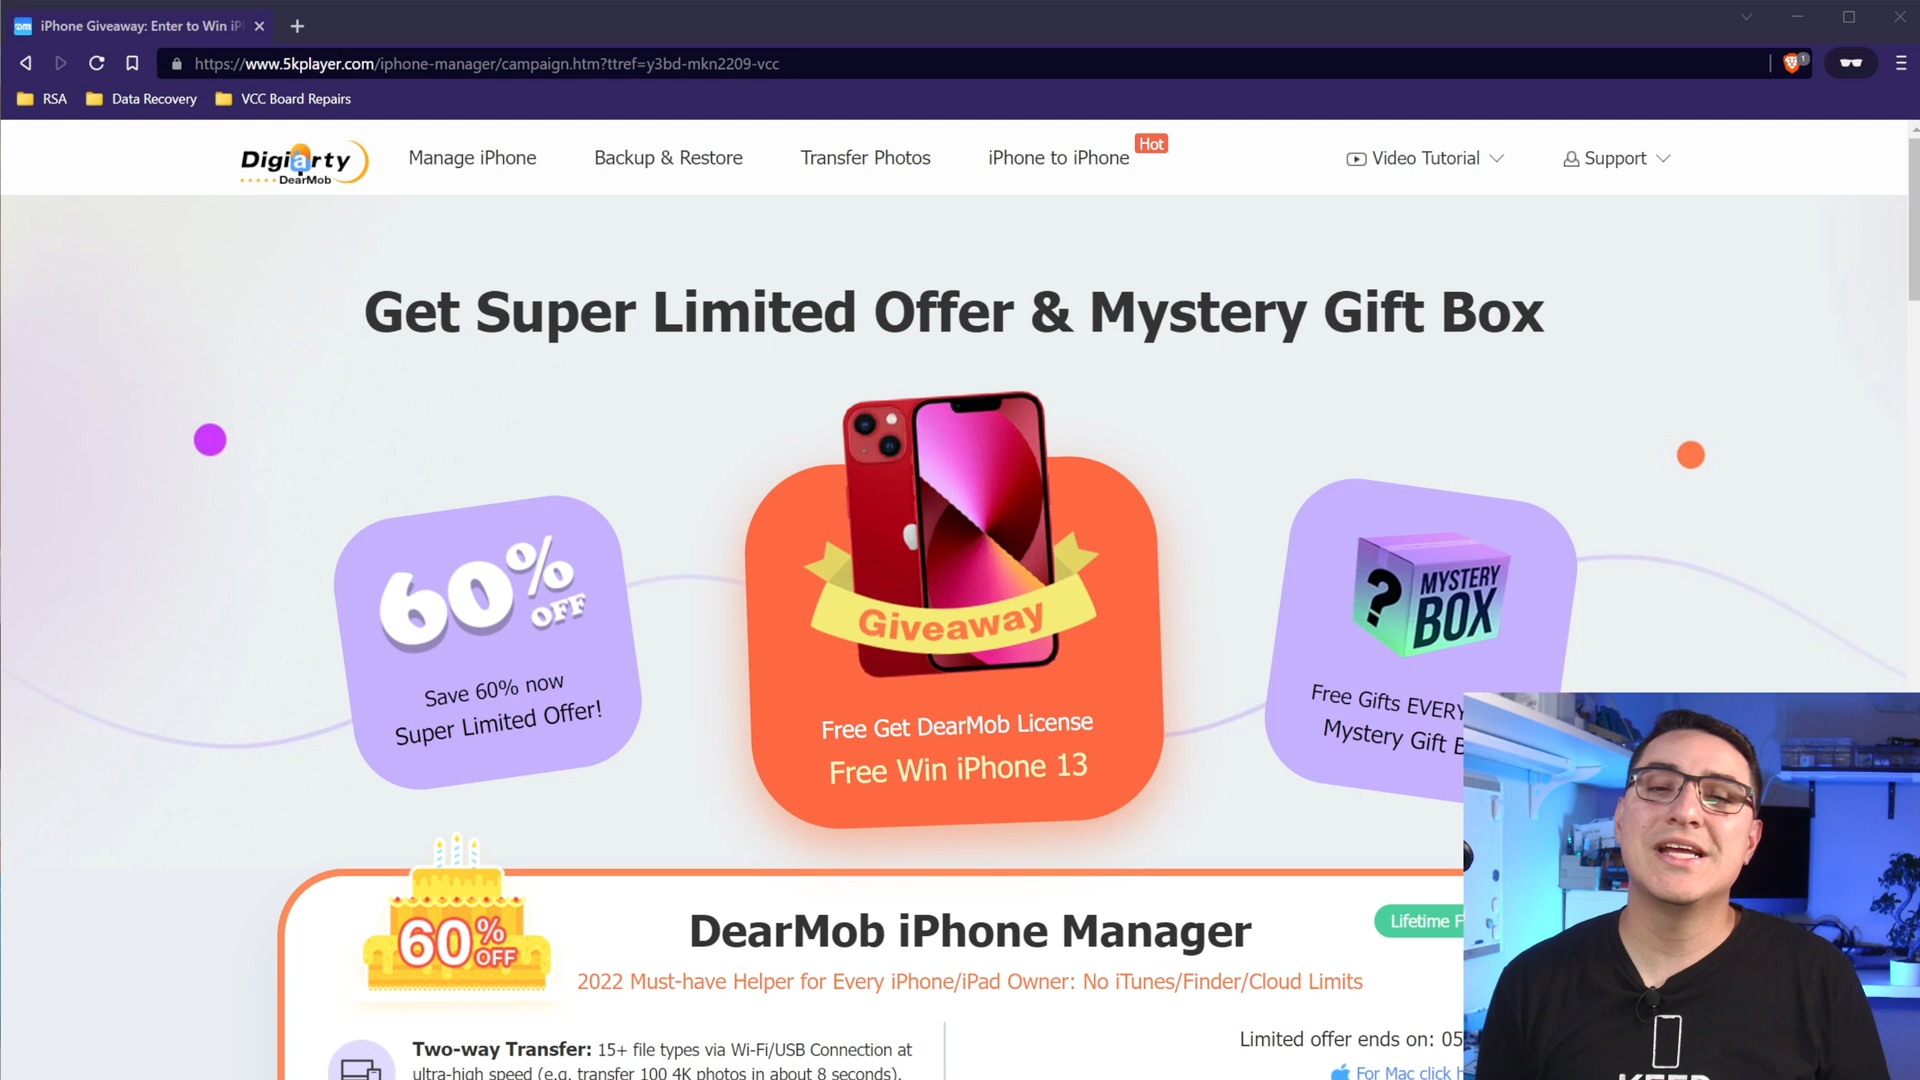 iPhone Giveaway: Enter to Win iP
https://www.5kplayer.com/iphone-manager/campaign.htm?ttref=y3bd-mkn2209-vcc
1
RSA
Data Recovery
VCC Board Repairs
Digiarty
DearMob
Manage iPhone
Backup & Restore
Transfer Photos
iPhone to iPhone
Hot
Video Tutorial
Support
Get Super Limited Offer & Mystery Gift Box
60% OFF
Save 60% now
Super Limited Offer!
Giveaway
Free Get DearMob License
Free Win iPhone 13
? MYSTERY
BOX
Free Gifts EVERY
Mystery Gift B
60% OFF
DearMob iPhone Manager
Lifetime F
2022 Must-have Helper for Every iPhone/iPad Owner: No iTunes/Finder/Cloud Limits
Two-way Transfer: 15+ file types via Wi-Fi/USB Connection at
ultra-high speed (e.g. transfer 100 4K photos in about 8 seconds).
Limited offer ends on: 05
For Mac click h
KEEP